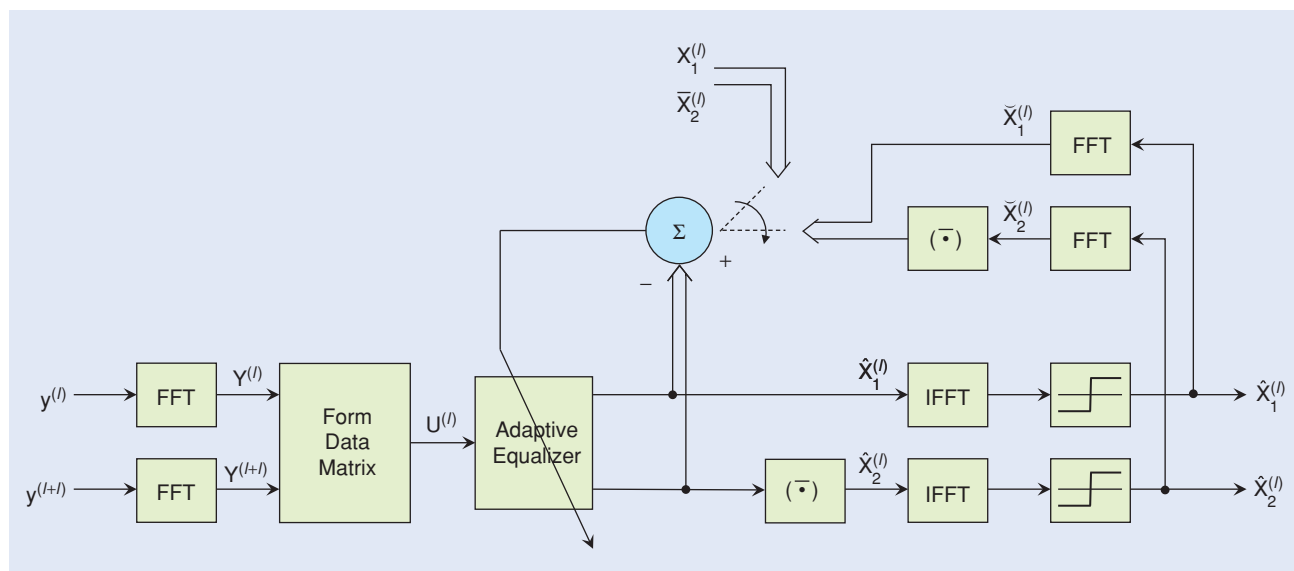 X₁⁽ˡ⁾
X̅₂⁽ˡ⁾
X̆₁⁽ˡ⁾
FFT
Σ
+
−
(•̅)
X̆₂⁽ˡ⁾
FFT
y⁽ˡ⁾
FFT
Y⁽ˡ⁾
Form
Data
Matrix
U⁽ˡ⁾
Adaptive
Equalizer
X̂₁⁽ˡ⁾
IFFT
X̂₁⁽ˡ⁾
y⁽ˡ⁺ˡ⁾
FFT
Y⁽ˡ⁺ˡ⁾
(•̅)
X̂₂⁽ˡ⁾
IFFT
X̂₂⁽ˡ⁾